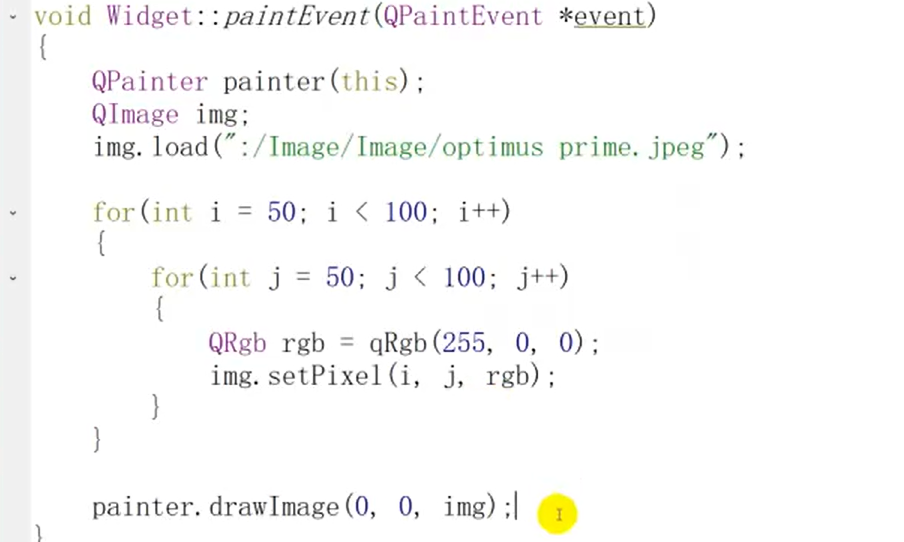 void Widget::paintEvent(QPaintEvent *event)
{
QPainter painter(this);
QImage img;
img.load(":/Image/Image/optimus prime.jpeg");
for(int i = 50; i < 100; i++)
{
for(int j = 50; j < 100; j++)
{
QRgb rgb = qRgb(255, 0, 0);
img.setPixel(i, j, rgb);
}
}
painter.drawImage(0, 0, img);
}